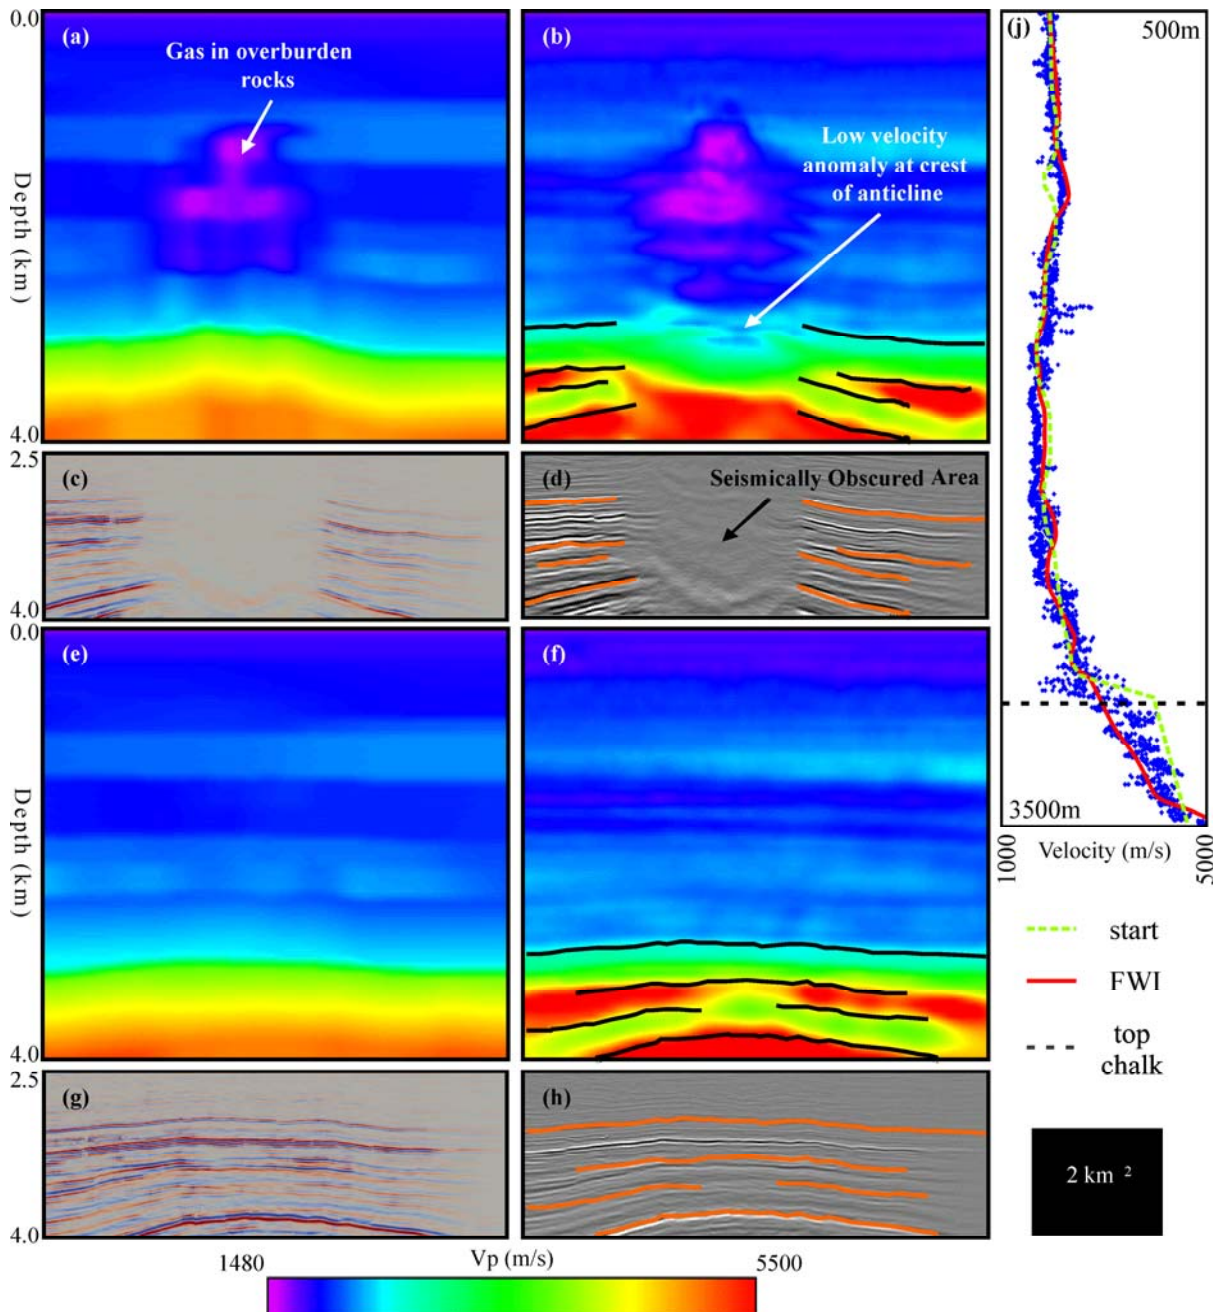 0.0
(a)
Gas in overburden
rocks
Depth (km)
4.0
(b)
Low velocity
anomaly at crest
of anticline
(j)
500m
3500m
1000
Velocity (m/s)
5000
2.5
(c)
4.0
(d)
Seismically Obscured Area
0.0
(e)
Depth (km)
4.0
(f)
start
FWI
top
chalk
2.5
(g)
4.0
(h)
2 km ²
1480
Vp (m/s)
5500